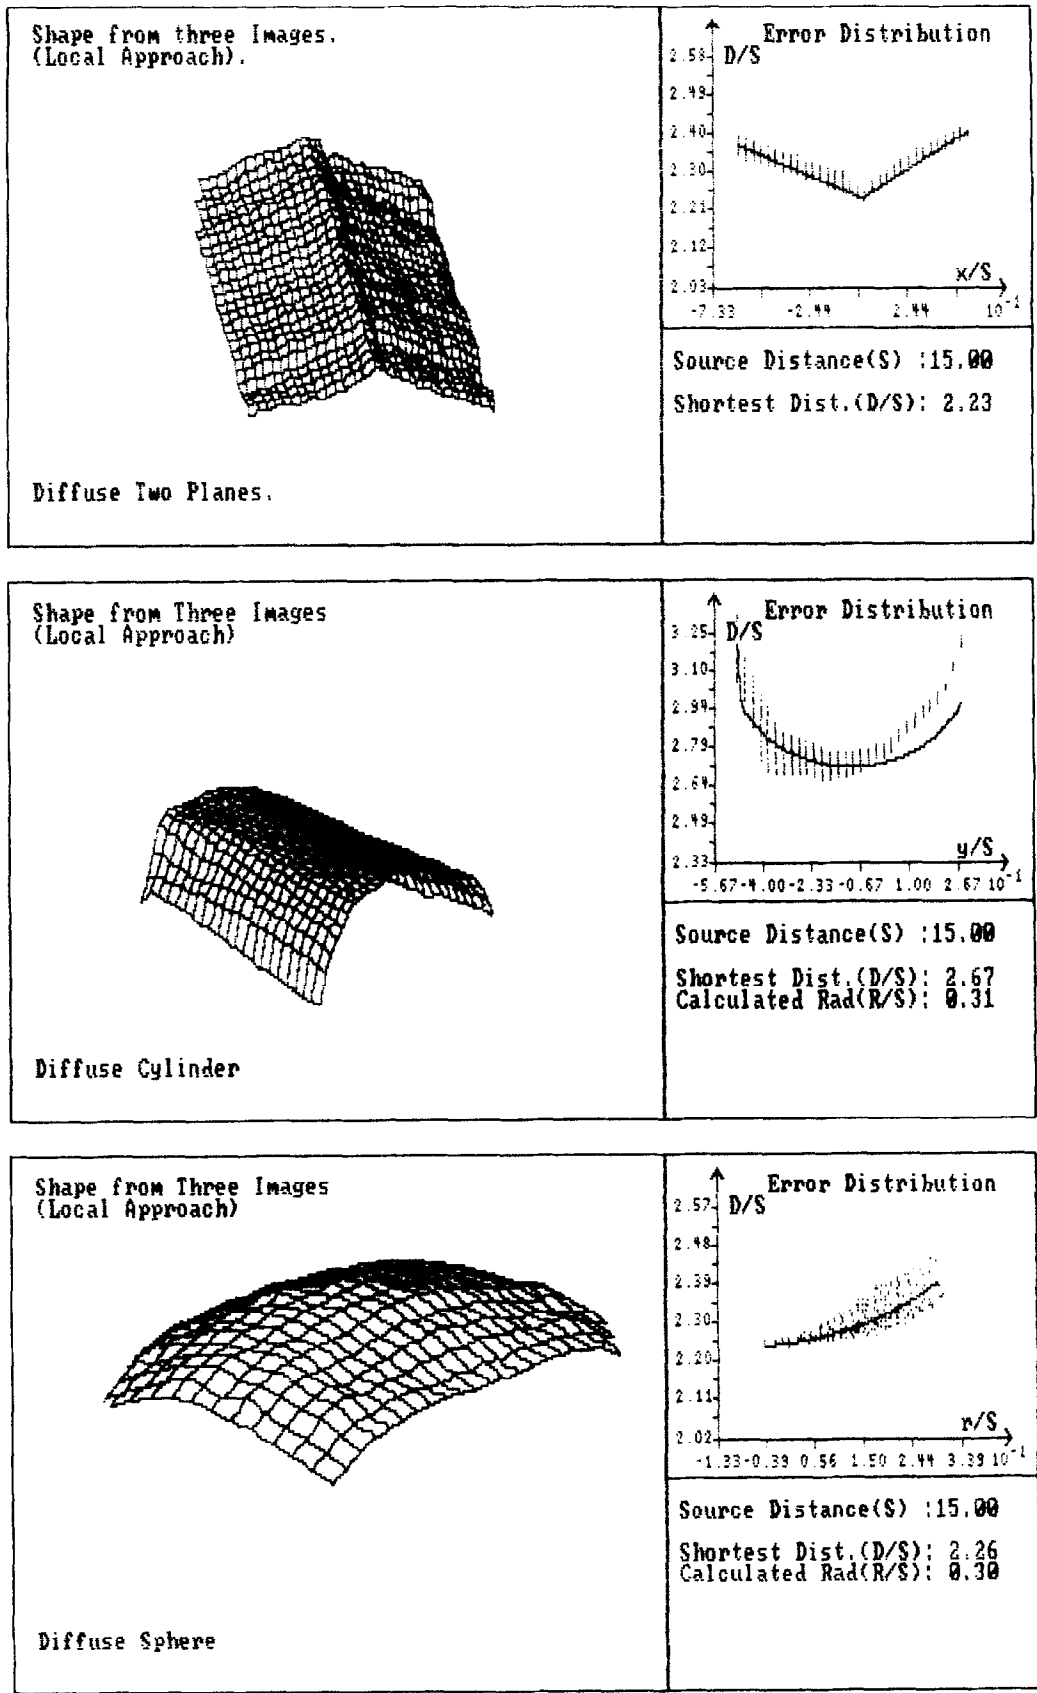 Shape from three Images.
(Local Approach).
Diffuse Two Planes.
Error Distribution
D/S
2.58
2.49
2.40
2.30
2.21
2.12
2.03
x/S
-7.33 -2.44 2.44 10-1
Source Distance(S) :15.00
Shortest Dist.(D/S): 2.23
Shape from Three Images
(Local Approach)
Diffuse Cylinder
Error Distribution
D/S
3.25
3.10
2.94
2.79
2.64
2.49
2.33
y/S
-5.67 -4.00 -2.33 -0.67 1.00 2.67 10-1
Source Distance(S) :15.00
Shortest Dist.(D/S): 2.67
Calculated Rad(R/S): 0.31
Shape from Three Images
(Local Approach)
Diffuse Sphere
Error Distribution
D/S
2.57
2.48
2.39
2.30
2.20
2.11
2.02
r/S
-1.33 -0.39 0.56 1.50 2.44 3.39 10-1
Source Distance(S) :15.00
Shortest Dist.(D/S): 2.26
Calculated Rad(R/S): 0.30